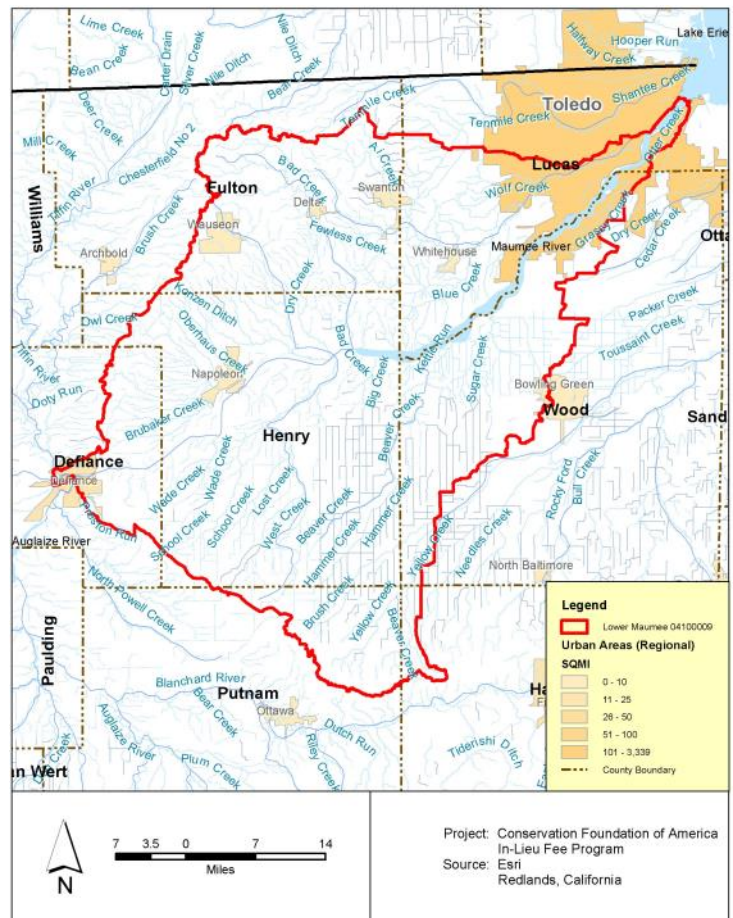 Lime Creek
Bean Creek
Carter Drain
Silver Creek
Nile Ditch
Nile Ditch
Bean Creek
Halfway Creek
Hooper Run
Lake Erie
Deer Creek
Mill Creek
Chesterfield No 2
Tiffin River
Tenmile Creek
Tenmile Creek
Toledo
Shantee Creek
Otter Creek
Lucas
Wolf Creek
Williams
Fulton
Bad Creek
Ai Creek
Swanton
Delta
Brush Creek
Wauseon
Fewless Creek
Archbold
Whitehouse
Maumee River
Grassy Creek
Dry Creek
Cedar Creek
Otta
Blue Creek
Dry Creek
Konzen Ditch
Owl Creek
Oberhaus Creek
Packer Creek
Toussaint Creek
Tiffin River
Doty Run
Napoleon
Bad Creek
Big Creek
Kettle Run
Sugar Creek
Bowling Green
Wood
Sand
Brubaker Creek
Henry
Beaver Creek
Defiance
Defiance
Preston Run
Auglaize River
Wade Creek
Wade Creek
School Creek
School Creek
Lost Creek
West Creek
Beaver Creek
Hammer Creek
Hammer Creek
Rocky Ford
Bull Creek
Yellow Creek
Needles Creek
North Baltimore
North Powell Creek
Brush Creek
Yellow Creek
Beaver Creek
Paulding
Blanchard River
Putnam
Bear Creek
Ottawa
Auglaize River
Dutch Run
Riley Creek
Plum Creek
Tiderishi Ditch
Ha
an Wert
Legend
Lower Maumee 04100009
Urban Areas (Regional)
SQMI
0 - 10
11 - 25
26 - 50
51 - 100
101 - 3,339
County Boundary
N
7 3.5 0 7 14
Miles
Project: Conservation Foundation of America
In-Lieu Fee Program
Source: Esri
Redlands, California